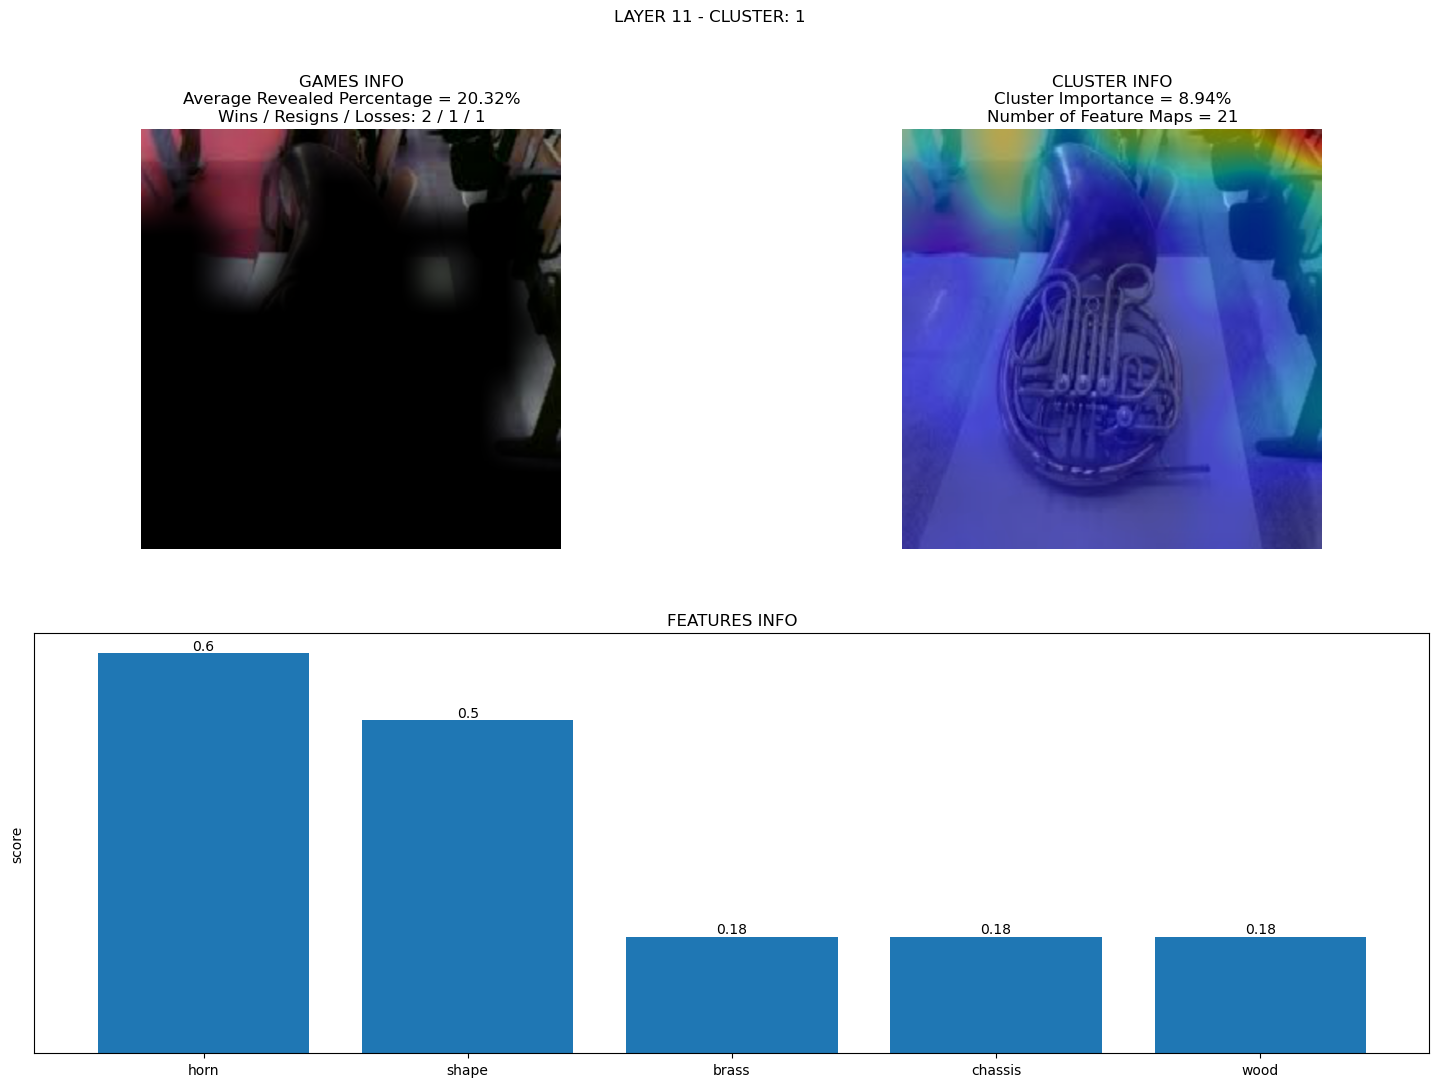 LAYER 11 - CLUSTER: 1
GAMES INFO
Average Revealed Percentage = 20.32%
Wins / Resigns / Losses: 2 / 1 / 1
CLUSTER INFO
Cluster Importance = 8.94%
Number of Feature Maps = 21
FEATURES INFO
score
0.6
0.5
0.18
0.18
0.18
horn
shape
brass
chassis
wood